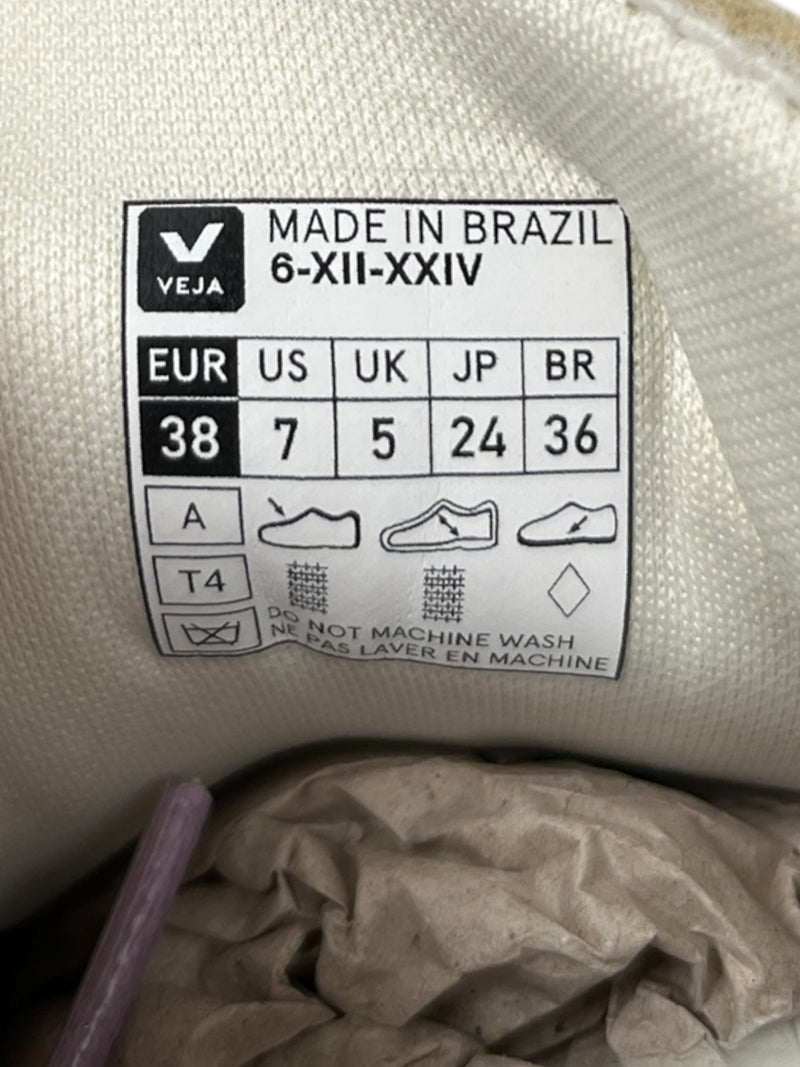 VEJA
MADE IN BRAZIL
6-XII-XXIV
EUR US UK JP BR
38 7 5 24 36
A
T4
DO NOT MACHINE WASH
NE PAS LAVER EN MACHINE